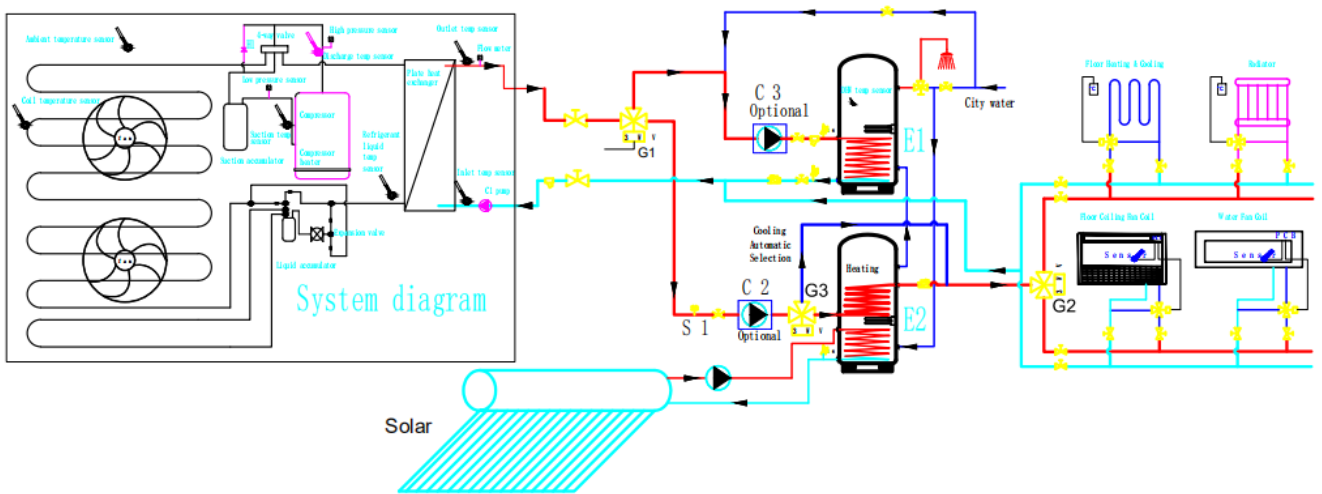 Ambient temperature sensor
4-way valve
High pressure sensor
Discharge temp sensor
Outlet temp sensor
Flow meter
Low pressure sensor
Plate heat
exchanger
Coil temperature sensor
Fan
Compressor
Compressor
heater
Suction temp
sensor
Suction accumulator
Refrigerant
liquid
temp
sensor
Inlet temp sensor
C1 pump
Fan
Expansion valve
Liquid accumulator
System diagram
G1
C 3
Optional
DHW temp sensor
E1
City water
Floor Heating & Cooling
C
Radiator
C
Cooling
Automatic
Selection
Heating
C 2
Optional
S 1
G3
E2
G2
Floor Ceiling Fan Coil
Sensor
Water Fan Coil
PCB
Sensor
Solar